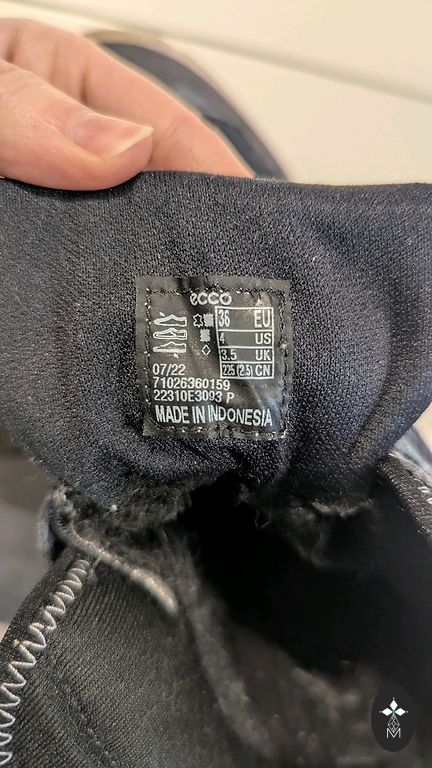 ecco
36 EU
4 US
3.5 UK
225 (2.5) CN
07/22
71026360159
22310E3093 P
MADE IN INDONESIA
M